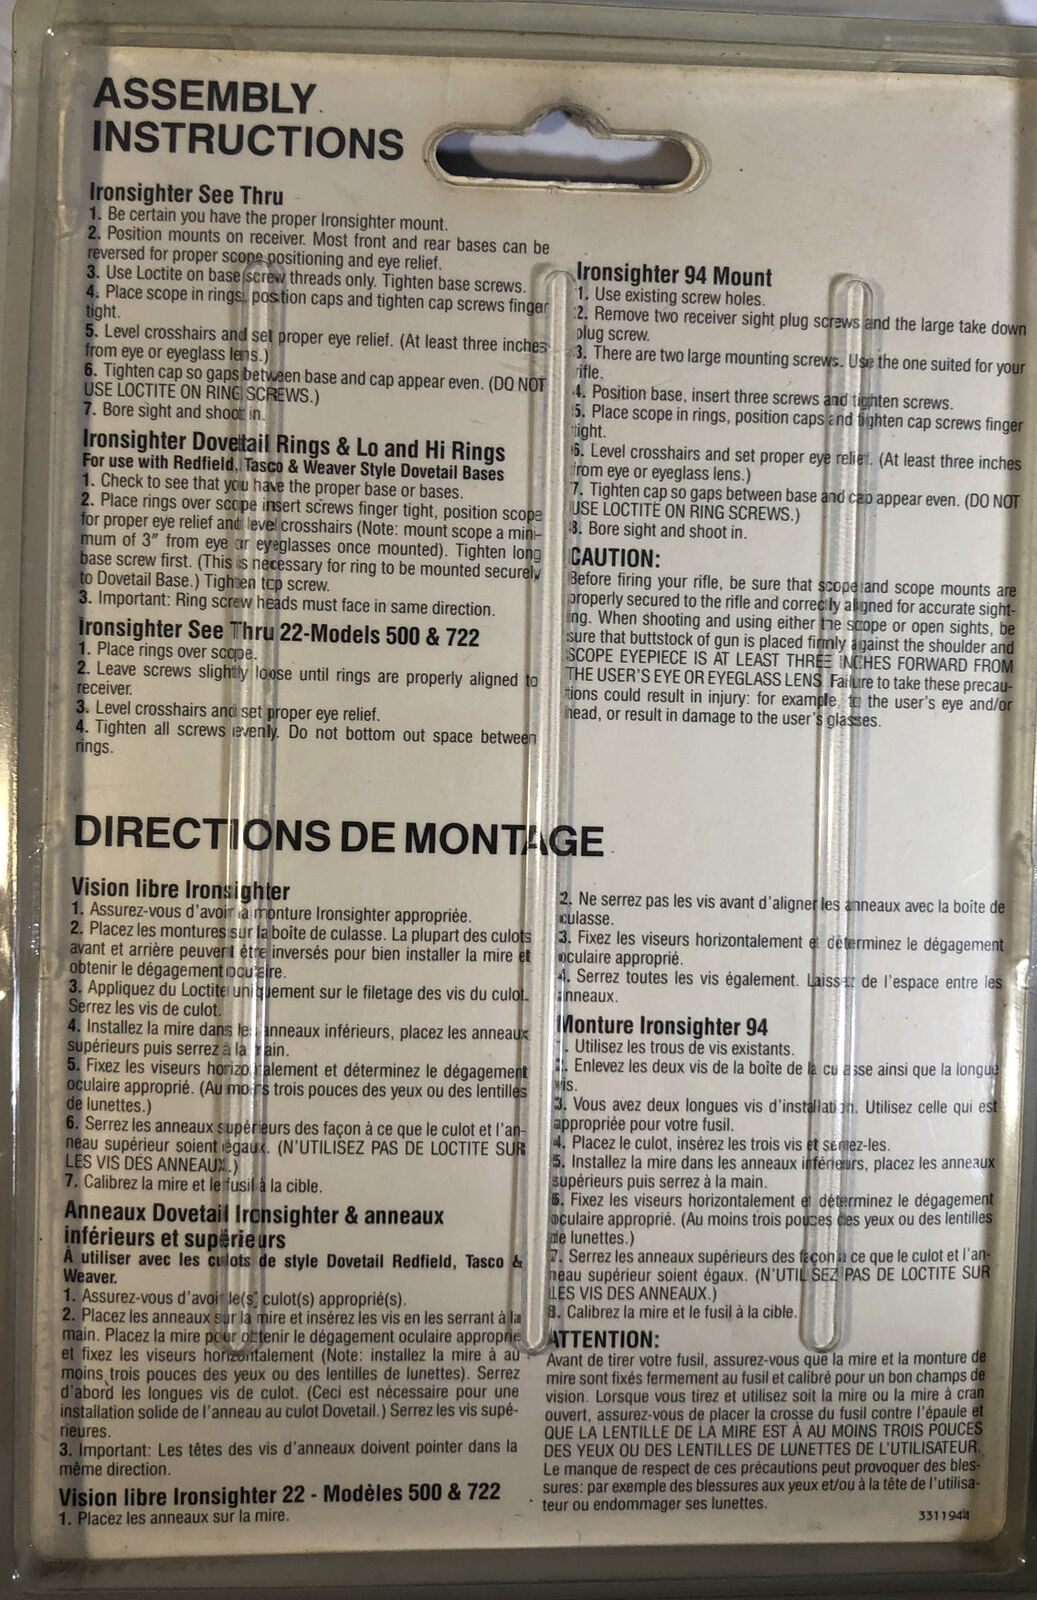 ASSEMBLY
INSTRUCTIONS
Ironsighter See Thru
1. Be certain you have the proper Ironsighter mount.
2. Position mounts on receiver. Most front and rear bases can be
reversed for proper scope positioning and eye relief.
3. Use Loctite on base screw threads only. Tighten base screws.
4. Place scope in rings, position caps and tighten cap screws finger
tight.
5. Level crosshairs and set proper eye relief. (At least three inches
from eye or eyeglass lens.)
6. Tighten cap so gaps between base and cap appear even. (DO NOT
USE LOCTITE ON RING SCREWS.)
7. Bore sight and shoot in.
Ironsighter Dovetail Rings & Lo and Hi Rings
For use with Redfield, Tasco & Weaver Style Dovetail Bases
1. Check to see that you have the proper base or bases.
2. Place rings over scope insert screws finger tight, position scope
for proper eye relief and level crosshairs (Note: mount scope a mini-
mum of 3" from eye or eyeglasses once mounted). Tighten long
base screw first. (This is necessary for ring to be mounted securely
to Dovetail Base.) Tighten top screw.
3. Important: Ring screw heads must face in same direction.
Ironsighter See Thru 22-Models 500 & 722
1. Place rings over scope.
2. Leave screws slightly loose until rings are properly aligned to
receiver.
3. Level crosshairs and set proper eye relief.
4. Tighten all screws evenly. Do not bottom out space between
rings.
Ironsighter 94 Mount
1. Use existing screw holes.
2. Remove two receiver sight plug screws and the large take down
plug screw.
3. There are two large mounting screws. Use the one suited for your
rifle.
4. Position base, insert three screws and tighten screws.
5. Place scope in rings, position caps and tighten cap screws finger
tight.
6. Level crosshairs and set proper eye relief. (At least three inches
from eye or eyeglass lens.)
7. Tighten cap so gaps between base and cap appear even. (DO NOT
USE LOCTITE ON RING SCREWS.)
8. Bore sight and shoot in.
CAUTION:
Before firing your rifle, be sure that scope and scope mounts are
properly secured to the rifle and correctly aligned for accurate sight-
ing. When shooting and using either the scope or open sights, be
sure that buttstock of gun is placed firmly against the shoulder and
SCOPE EYEPIECE IS AT LEAST THREE INCHES FORWARD FROM
THE USER'S EYE OR EYEGLASS LENS. Failure to take these precau-
tions could result in injury: for example, to the user's eye and/or
head, or result in damage to the user's glasses.
DIRECTIONS DE MONTAGE
Vision libre Ironsighter
1. Assurez-vous d'avoir la monture Ironsighter appropriée.
2. Placez les montures sur la boîte de culasse. La plupart des culots
avant et arrière peuvent être inversés pour bien installer la mire et
obtenir le dégagement oculaire.
3. Appliquez du Loctite uniquement sur le filetage des vis du culot.
Serrez les vis de culot.
4. Installez la mire dans les anneaux inférieurs, placez les anneaux
supérieurs puis serrez à la main.
5. Fixez les viseurs horizontalement et déterminez le dégagement
oculaire approprié. (Au moins trois pouces des yeux ou des lentilles
de lunettes.)
6. Serrez les anneaux supérieurs des façon à ce que le culot et l'an-
neau supérieur soient égaux. (N'UTILISEZ PAS DE LOCTITE SUR
LES VIS DES ANNEAUX.)
7. Calibrez la mire et le fusil à la cible.
Anneaux Dovetail Ironsighter & anneaux
inférieurs et supérieurs
À utiliser avec les culots de style Dovetail Redfield, Tasco &
Weaver.
1. Assurez-vous d'avoir le(s) culot(s) approprié(s).
2. Placez les anneaux sur la mire et insérez les vis en les serrant à la
main. Placez la mire pour obtenir le dégagement oculaire approprié
et fixez les viseurs horizontalement (Note: installez la mire à au
moins trois pouces des yeux ou des lentilles de lunettes). Serrez
d'abord les longues vis de culot. (Ceci est nécessaire pour une
installation solide de l'anneau au culot Dovetail.) Serrez les vis supé-
rieures.
3. Important: Les têtes des vis d'anneaux doivent pointer dans la
même direction.
Vision libre Ironsighter 22 - Modèles 500 & 722
1. Placez les anneaux sur la mire.
2. Ne serrez pas les vis avant d'aligner les anneaux avec la boîte de
culasse.
3. Fixez les viseurs horizontalement et déterminez le dégagement
oculaire approprié.
4. Serrez toutes les vis également. Laissez de l'espace entre les
anneaux.
Monture Ironsighter 94
1. Utilisez les trous de vis existants.
2. Enlevez les deux vis de la boîte de la culasse ainsi que la longue
vis.
3. Vous avez deux longues vis d'installation. Utilisez celle qui est
appropriée pour votre fusil.
4. Placez le culot, insérez les trois vis et serrez-les.
5. Installez la mire dans les anneaux inférieurs, placez les anneaux
supérieurs puis serrez à la main.
6. Fixez les viseurs horizontalement et déterminez le dégagement
oculaire approprié. (Au moins trois pouces des yeux ou des lentilles
de lunettes.)
7. Serrez les anneaux supérieurs des façon à ce que le culot et l'an-
neau supérieur soient égaux. (N'UTILISEZ PAS DE LOCTITE SUR
LES VIS DES ANNEAUX.)
8. Calibrez la mire et le fusil à la cible.
ATTENTION:
Avant de tirer votre fusil, assurez-vous que la mire et la monture de
mire sont fixés fermement au fusil et calibré pour un bon champs de
vision. Lorsque vous tirez et utilisez soit la mire ou la mire à cran
ouvert, assurez-vous de placer la crosse du fusil contre l'épaule et
QUE LA LENTILLE DE LA MIRE EST À AU MOINS TROIS POUCES
DES YEUX OU DES LENTILLES DE LUNETTES DE L'UTILISATEUR.
Le manque de respect de ces précautions peut provoquer des bles-
sures: par exemple des blessures aux yeux et/ou à la tête de l'utilisa-
teur ou endommager ses lunettes.
3311944